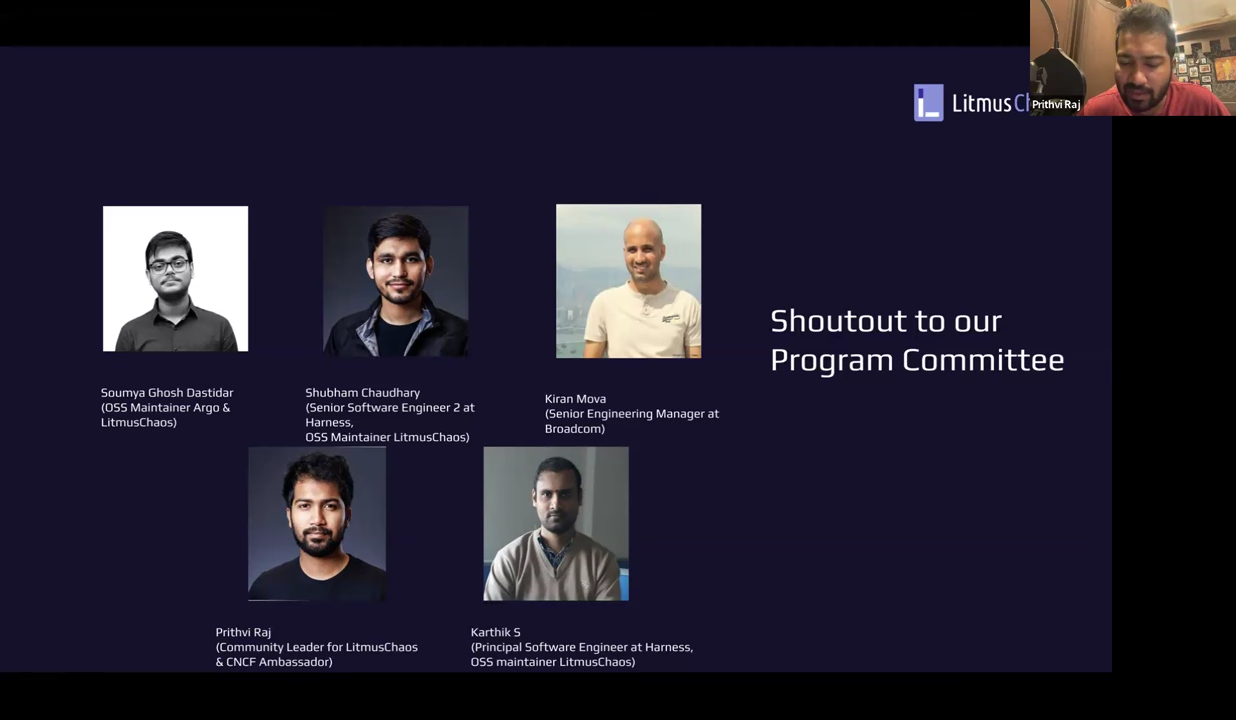 LitmusCh
Prithvi Raj
Shoutout to our
Program Committee
Soumya Ghosh Dastidar
(OSS Maintainer Argo &
LitmusChaos)
Shubham Chaudhary
(Senior Software Engineer 2 at
Harness,
OSS Maintainer LitmusChaos)
Kiran Mova
(Senior Engineering Manager at
Broadcom)
Prithvi Raj
(Community Leader for LitmusChaos
& CNCF Ambassador)
Karthik S
(Principal Software Engineer at Harness,
OSS maintainer LitmusChaos)